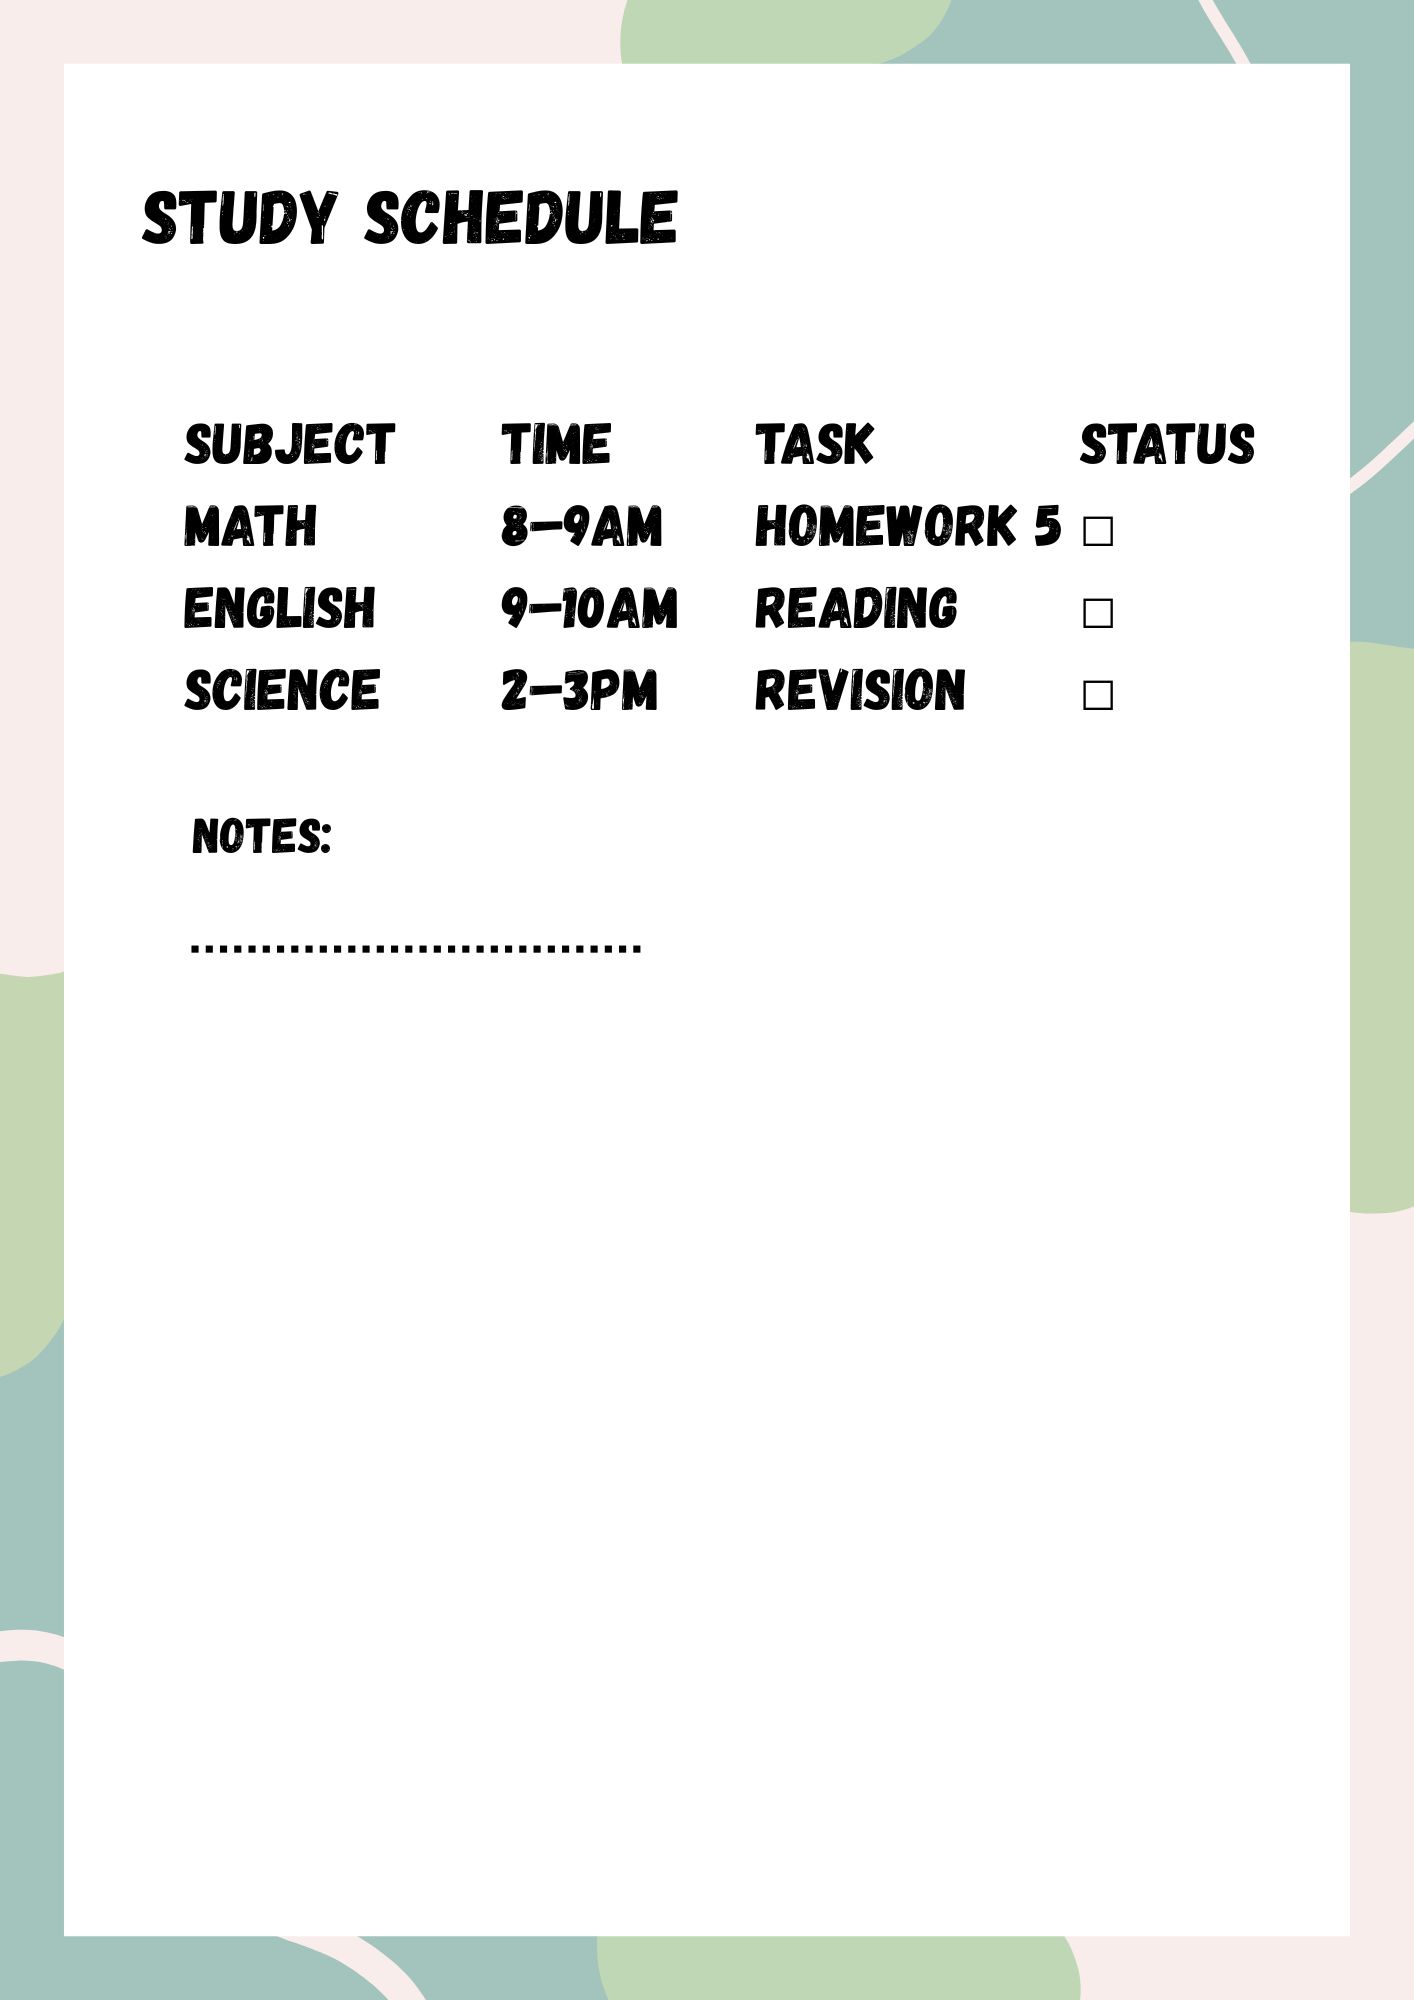 STUDY SCHEDULE
SUBJECT TIME TASK STATUS
MATH 8–9AM HOMEWORK 5 □
ENGLISH 9–10AM READING □
SCIENCE 2–3PM REVISION □
NOTES:
................................